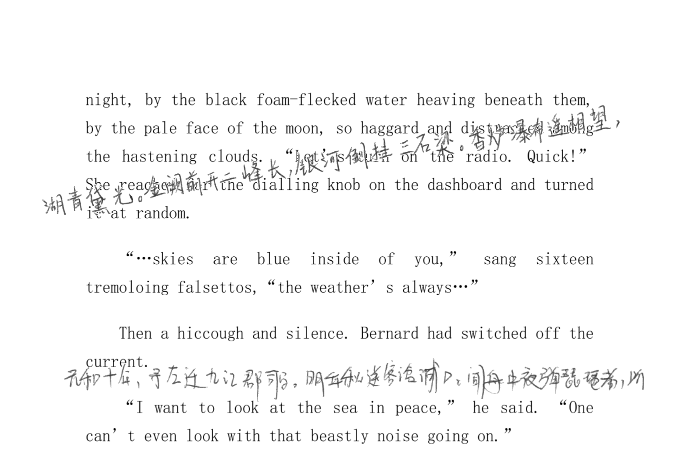 night, by the black foam-flecked water heaving beneath them,
by the pale face of the moon, so haggard and distracted among
the hastening clouds. “Let’s turn on the radio. Quick!”
She reached for the dialling knob on the dashboard and turned
it at random.
湖青黛光。金阙前开二峰长,银河倒挂三石梁。香炉瀑布遥相望,
“…skies are blue inside of you,” sang sixteen
tremoloing falsettos,“the weather’s always…”
Then a hiccough and silence. Bernard had switched off the
current.
元和十年,予左迁九江郡司马。明年秋,送客湓浦口,闻舟中夜弹琵琶者,听
“I want to look at the sea in peace,” he said. “One
can’t even look with that beastly noise going on.”